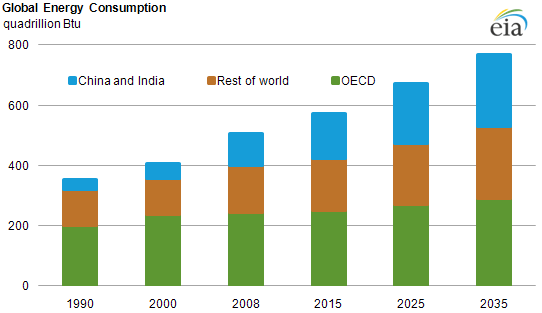 Global Energy Consumption
quadrillion Btu
eia
800
China and India
Rest of world
OECD
600
400
200
0
1990
2000
2008
2015
2025
2035